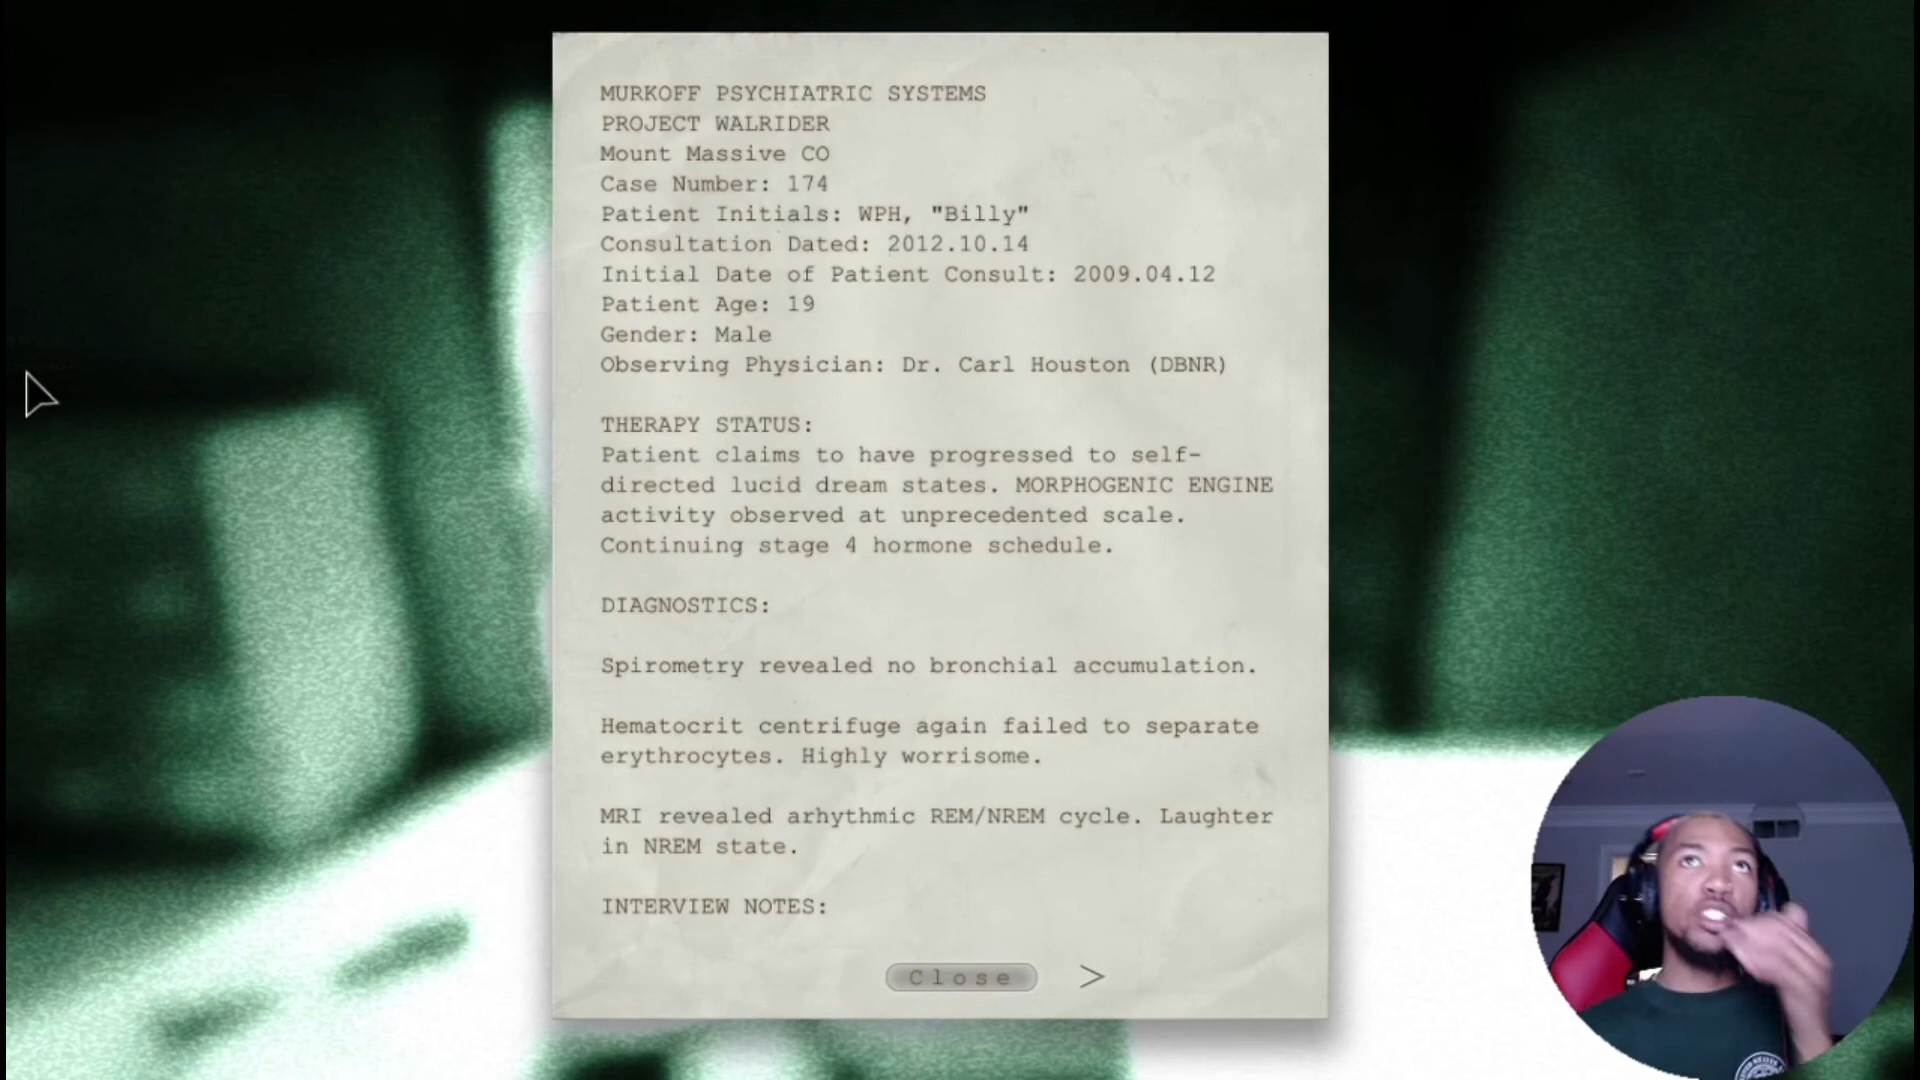 MURKOFF PSYCHIATRIC SYSTEMS
PROJECT WALRIDER
Mount Massive CO
Case Number: 174
Patient Initials: WPH, "Billy"
Consultation Dated: 2012.10.14
Initial Date of Patient Consult: 2009.04.12
Patient Age: 19
Gender: Male
Observing Physician: Dr. Carl Houston (DBNR)
THERAPY STATUS:
Patient claims to have progressed to self-
directed lucid dream states. MORPHOGENIC ENGINE
activity observed at unprecedented scale.
Continuing stage 4 hormone schedule.
DIAGNOSTICS:
Spirometry revealed no bronchial accumulation.
Hematocrit centrifuge again failed to separate
erythrocytes. Highly worrisome.
MRI revealed arhythmic REM/NREM cycle. Laughter
in NREM state.
INTERVIEW NOTES:
Close >